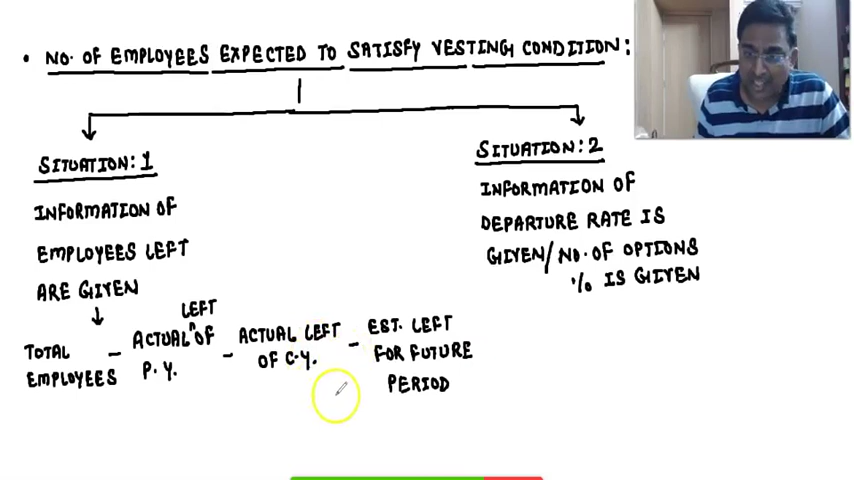 • NO. OF EMPLOYEES EXPECTED TO SATISFY VESTING CONDITION:
SITUATION: 1
INFORMATION OF
EMPLOYEES LEFT
ARE GIVEN
TOTAL
EMPLOYEES
-
LEFT
ACTUAL ^ OF
P. Y.
-
ACTUAL LEFT
OF C.Y.
-
EST. LEFT
FOR FUTURE
PERIOD
SITUATION: 2
INFORMATION OF
DEPARTURE RATE IS
GIVEN/NO. OF OPTIONS
% IS GIVEN